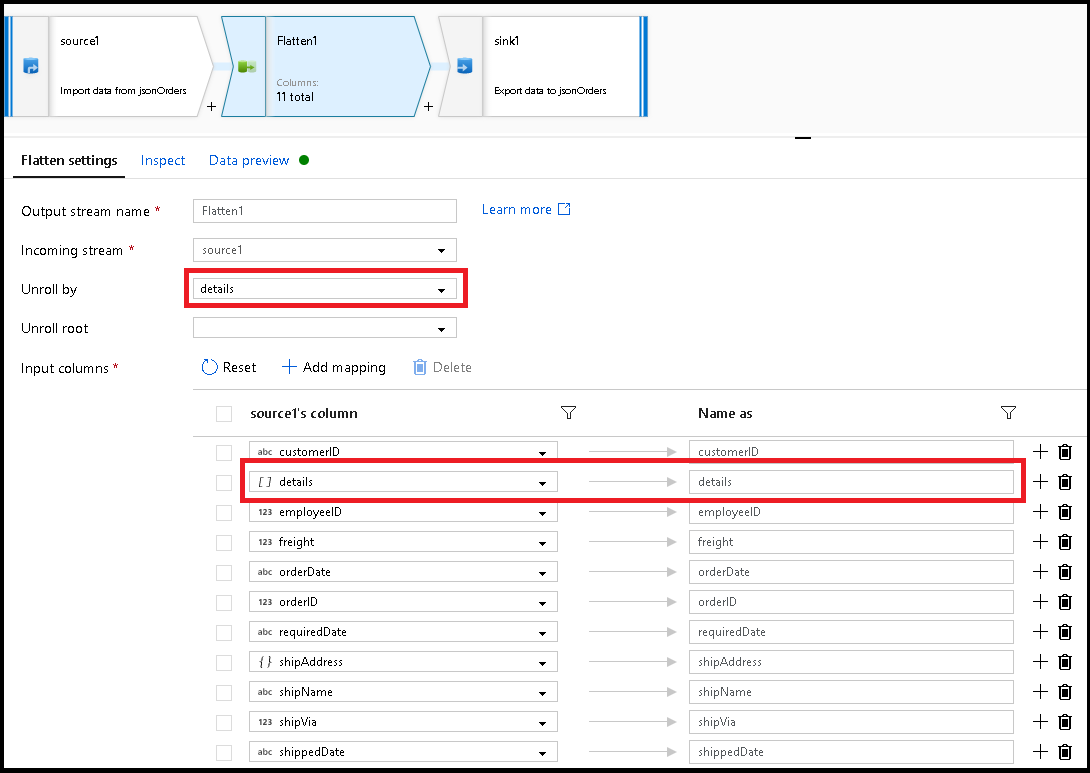 source1
Import data from jsonOrders
+
Flatten1
Columns:
11 total
+
sink1
Export data to jsonOrders
Flatten settings Inspect Data preview
Output stream name * Flatten1 Learn more
Incoming stream * source1
Unroll by details
Unroll root
Input columns * Reset + Add mapping Delete
source1's column Name as
abc customerID customerID +
[ ] details details +
123 employeeID employeeID +
123 freight freight +
abc orderDate orderDate +
123 orderID orderID +
abc requiredDate requiredDate +
{ } shipAddress shipAddress +
abc shipName shipName +
123 shipVia shipVia +
abc shippedDate shippedDate +